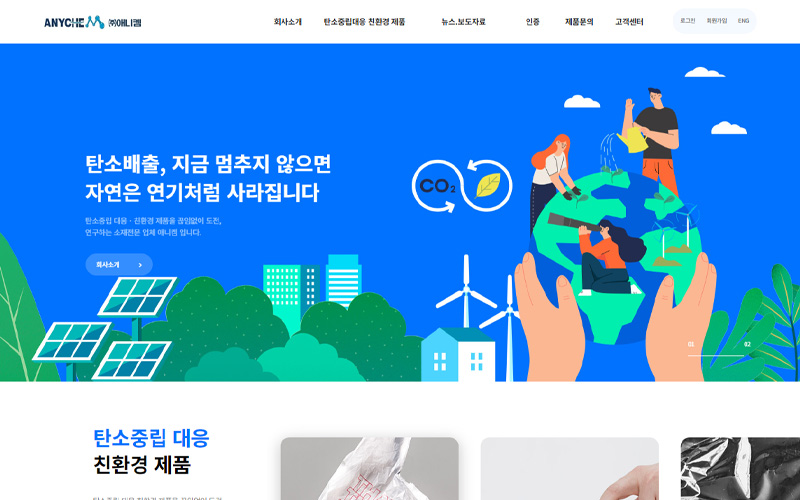 ANYCHEM ㈜애니켐
회사소개 탄소중립대응 친환경 제품 뉴스.보도자료 인증 제품문의 고객센터
로그인 회원가입 ENG
탄소배출, 지금 멈추지 않으면
자연은 연기처럼 사라집니다
탄소중립 대응 · 친환경 제품을 끊임없이 도전,
연구하는 소재전문 업체 애니켐 입니다.
회사소개
CO₂
01 02
탄소중립 대응
친환경 제품